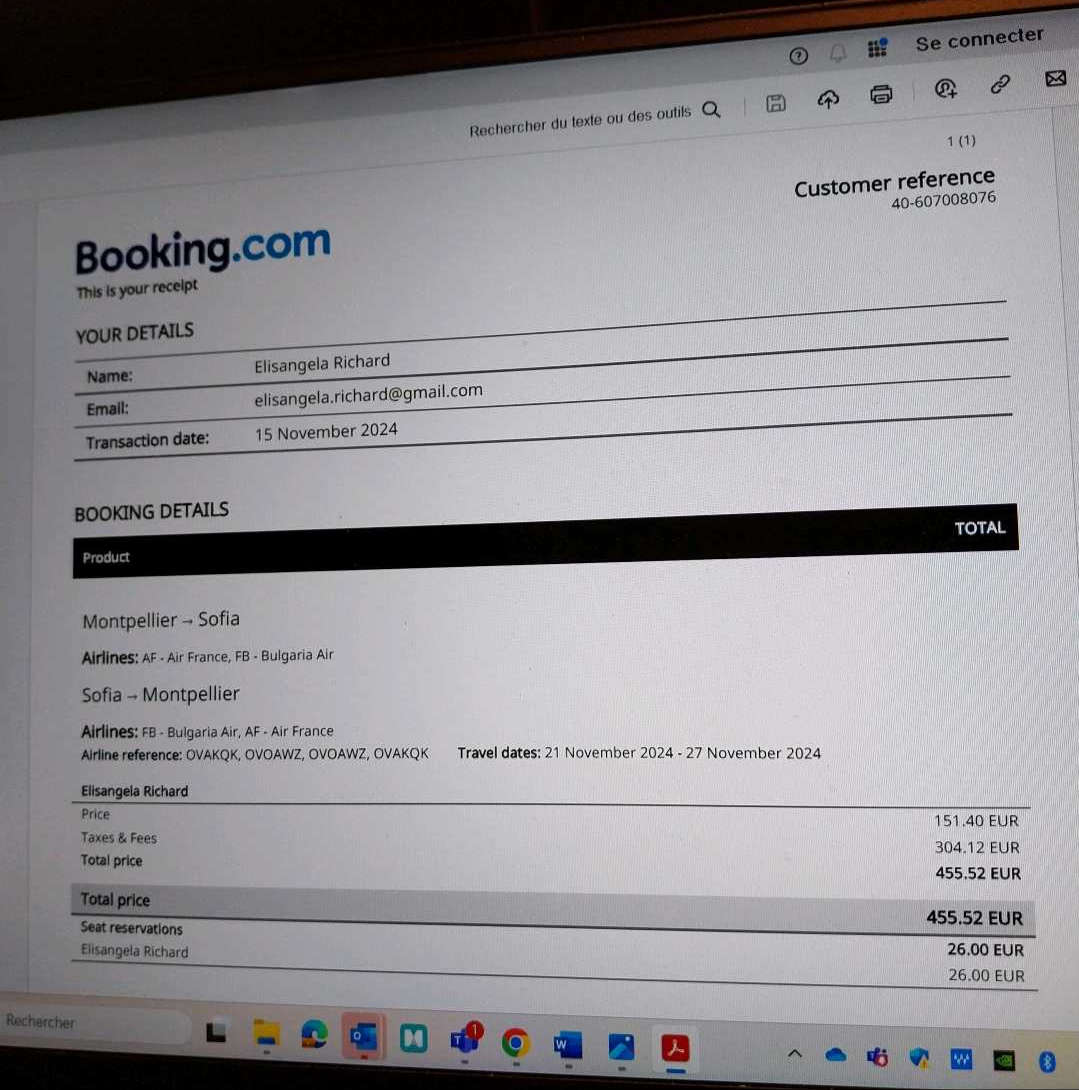 Se connecter
Rechercher du texte ou des outils
1 (1)
Customer reference
40-607008076
Booking.com
This is your receipt
YOUR DETAILS
Name: Elisangela Richard
Email: elisangela.richard@gmail.com
Transaction date: 15 November 2024
BOOKING DETAILS
Product TOTAL
Montpellier → Sofia
Airlines: AF - Air France, FB - Bulgaria Air
Sofia → Montpellier
Airlines: FB - Bulgaria Air, AF - Air France
Airline reference: OVAKQK, OVOAWZ, OVOAWZ, OVAKQK Travel dates: 21 November 2024 - 27 November 2024
Elisangela Richard
Price 151.40 EUR
Taxes & Fees 304.12 EUR
Total price 455.52 EUR
Total price 455.52 EUR
Seat reservations 26.00 EUR
Elisangela Richard 26.00 EUR
Rechercher
1